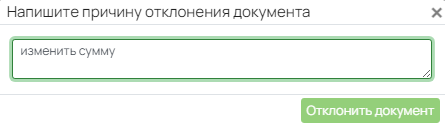 Напишите причину отклонения документа
изменить сумму
Отклонить документ